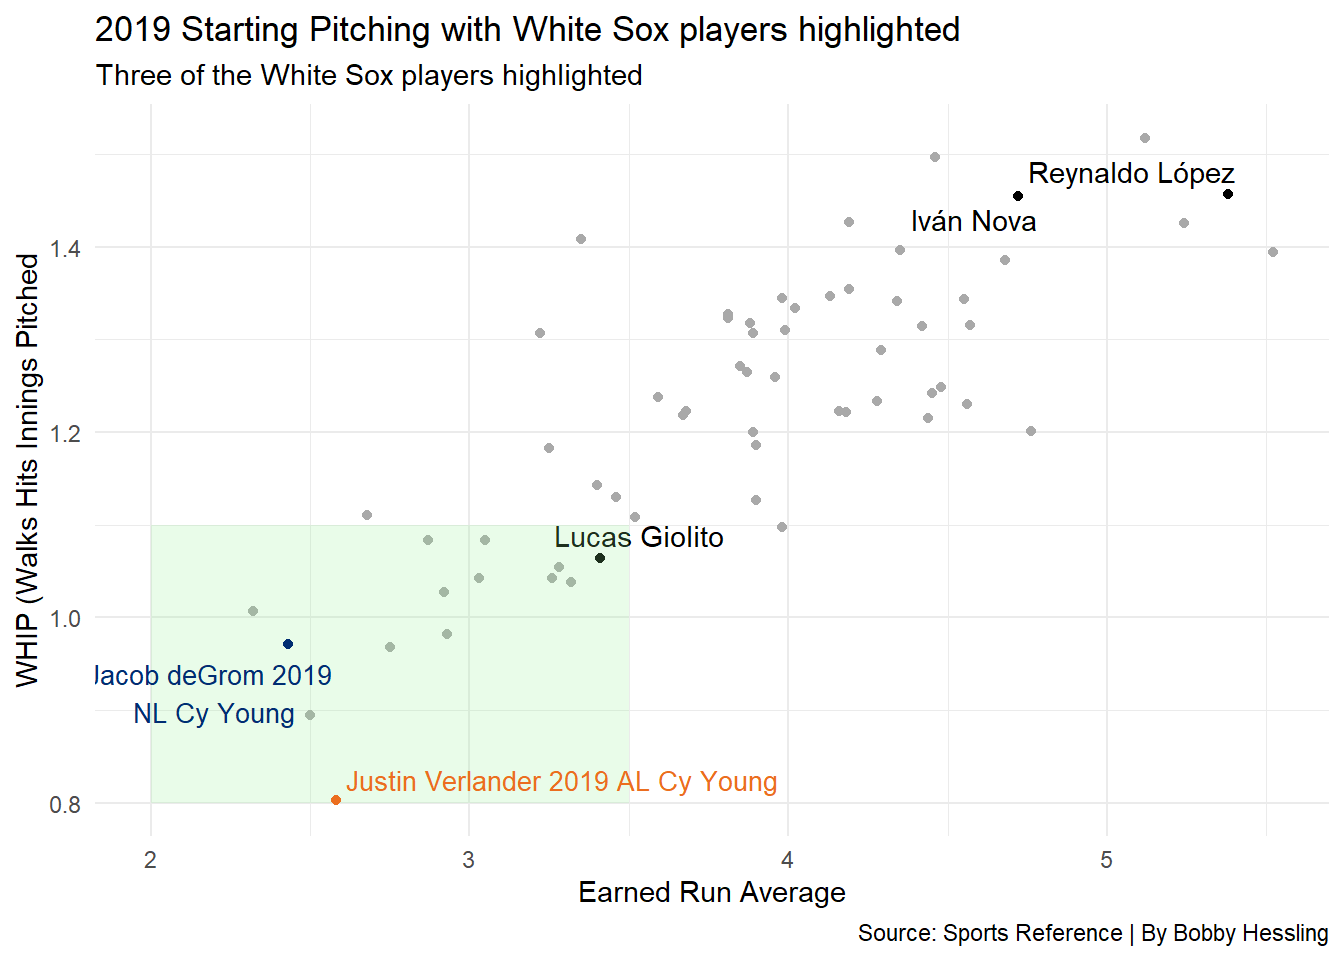 2019 Starting Pitching with White Sox players highlighted
Three of the White Sox players highlighted
WHIP (Walks Hits Innings Pitched
1.4
1.2
1.0
0.8
Reynaldo López
Iván Nova
Lucas Giolito
Jacob deGrom 2019
NL Cy Young
Justin Verlander 2019 AL Cy Young
2
3
4
5
Earned Run Average
Source: Sports Reference | By Bobby Hessling